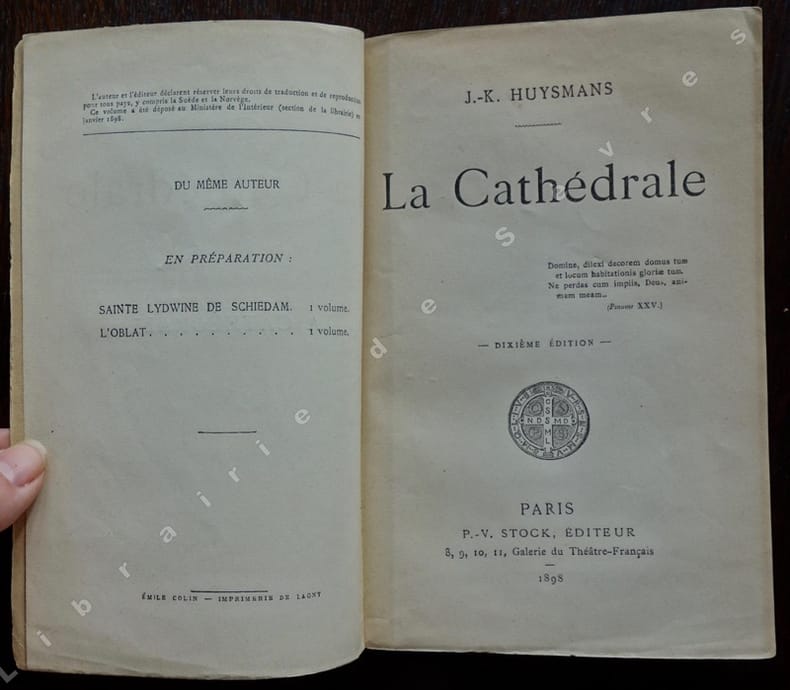 L'auteur et l'éditeur déclarent réserver leurs droits de traduction et de reproduction
pour tous pays, y compris la Suède et la Norvège.
Ce volume a été déposé au Ministère de l'Intérieur (section de la librairie) en
janvier 1898.
DU MÊME AUTEUR
EN PRÉPARATION :
SAINTE LYDWINE DE SCHIEDAM. 1 volume.
L'OBLAT. . . . . . . . . . . 1 volume.
ÉMILE COLIN — IMPRIMERIE DE LAGNY
J.-K. HUYSMANS
La Cathédrale
Domine, dilexi decorem domus tuæ
et locum habitationis gloriæ tuæ.
Ne perdas cum impiis, Deus, ani-
mam meam..
(Psaume XXV.)
— DIXIÈME ÉDITION —
NDSMD
PARIS
P.-V. STOCK, ÉDITEUR
8, 9, 10, 11, Galerie du Théâtre-Français
1898
Librairie de sevres